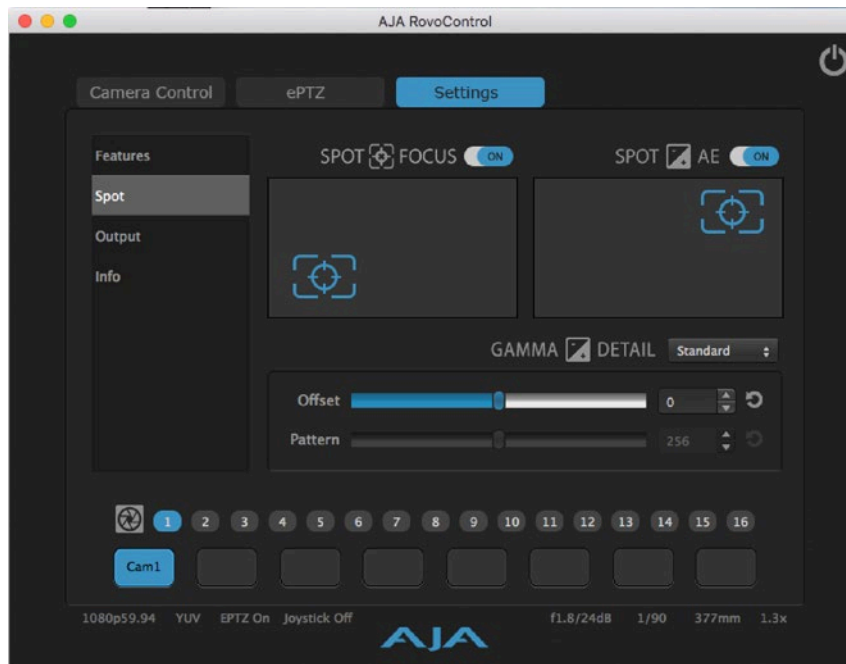 AJA RovoControl
Camera Control ePTZ Settings
Features
Spot
Output
Info
SPOT FOCUS ON SPOT AE ON
GAMMA DETAIL Standard
Offset 0
Pattern 256
1 2 3 4 5 6 7 8 9 10 11 12 13 14 15 16
Cam1
1080p59.94 YUV EPTZ On Joystick Off f1.8/24dB 1/90 377mm 1.3x
AJA